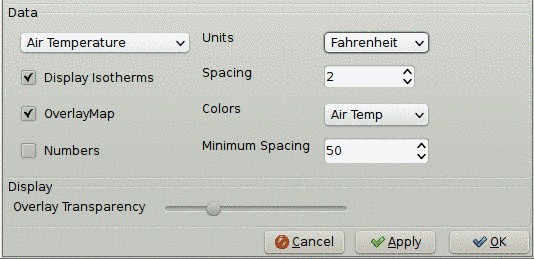 Data
Air Temperature Units Fahrenheit
Display Isotherms Spacing 2
OverlayMap Colors Air Temp
Numbers Minimum Spacing 50
Display
Overlay Transparency
Cancel Apply OK